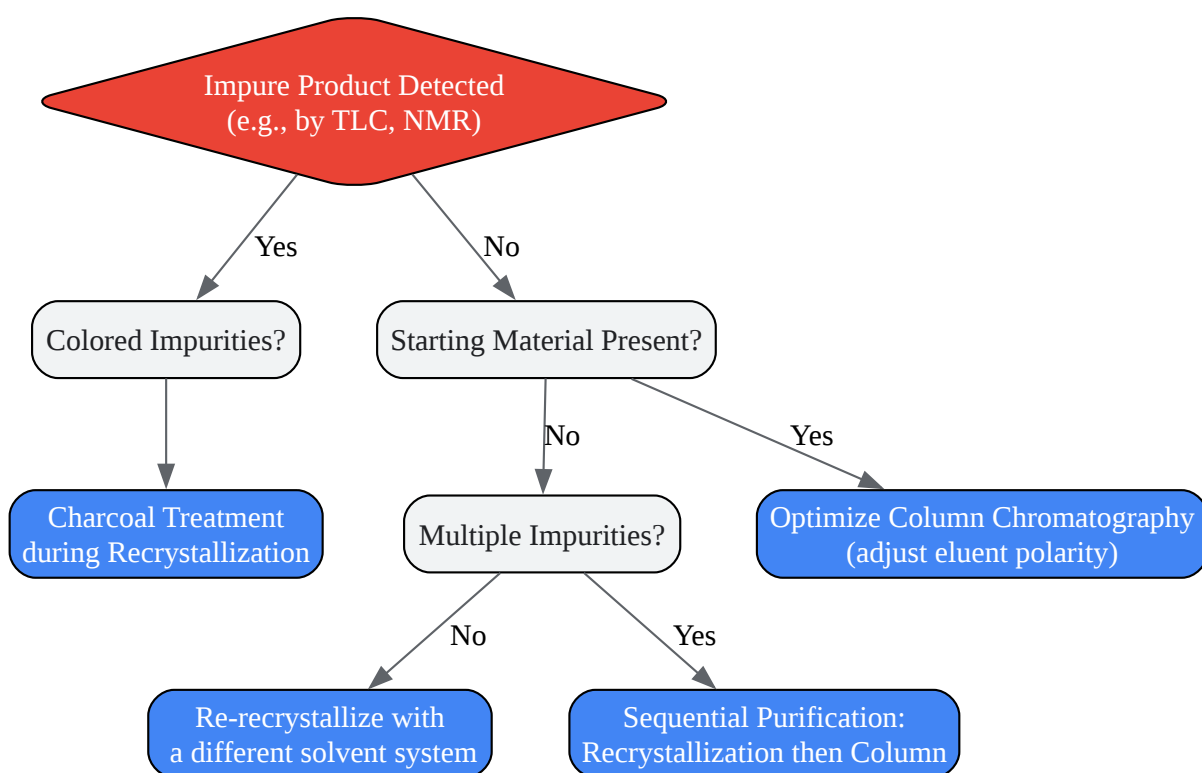 Impure Product Detected
(e.g., by TLC, NMR)
Yes
No
Colored Impurities?
Starting Material Present?
No
Yes
Charcoal Treatment
during Recrystallization
Multiple Impurities?
Optimize Column Chromatography
(adjust eluent polarity)
No
Yes
Re-recrystallize with
a different solvent system
Sequential Purification:
Recrystallization then Column